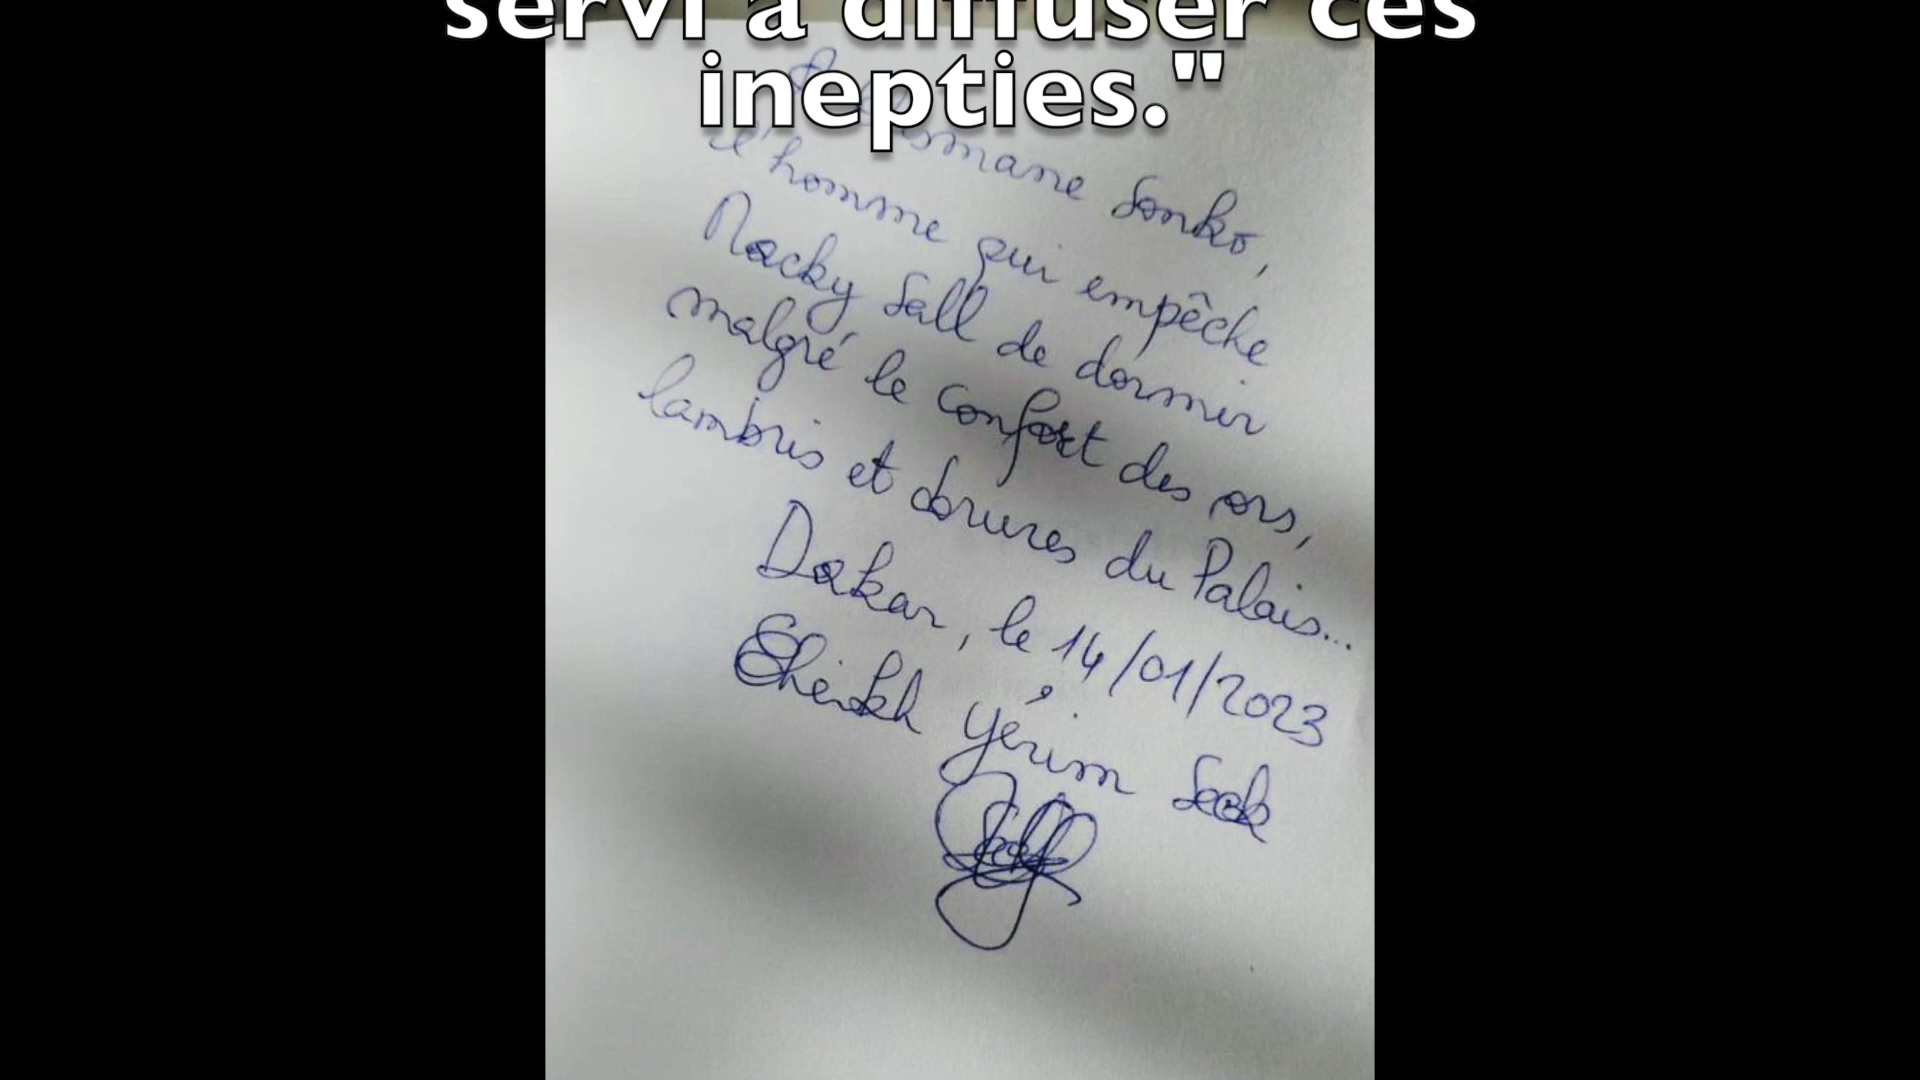 servi à diffuser ces
inepties."
Ousmane Sonko,
l'homme qui empêche
Macky Sall de dormir
malgré le confort des ors,
lambris et dorures du Palais...
Dakar, le 14/01/2023
Cheikh Yérim Seck